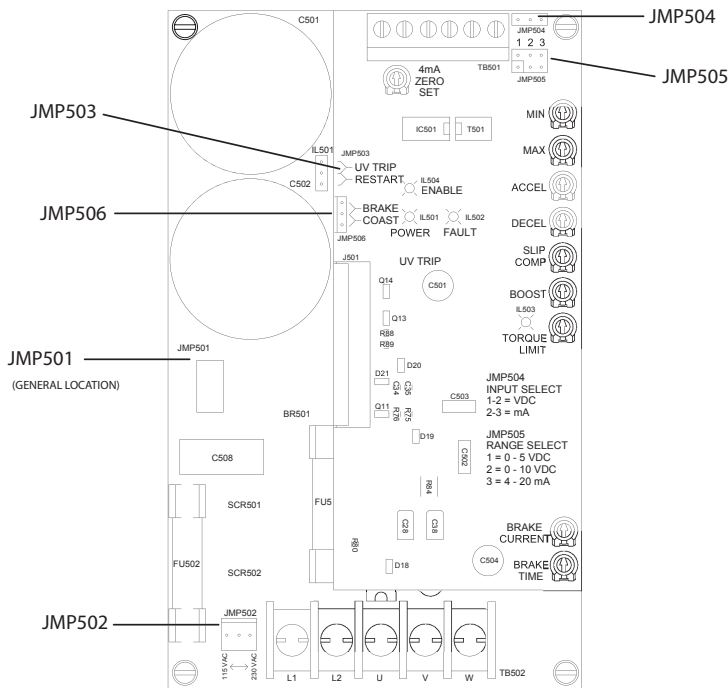 C501
JMP504
JMP504
1 2 3
JMP505
JMP505
TB501
4mA
ZERO
SET
MIN
IC501
T501
JMP503
IL501
JMP503
UV TRIP
RESTART
MAX
C502
IL504
ENABLE
ACCEL
JMP506
BRAKE
COAST
IL501
IL502
POWER
FAULT
DECEL
JMP506
J501
UV TRIP
SLIP
COMP
Q14
C501
BOOST
Q13
IL503
R88
R89
TORQUE
LIMIT
JMP501
JMP501
(GENERAL LOCATION)
D20
D21
C34
C35
JMP504
INPUT SELECT
1-2 = VDC
2-3 = mA
C503
BR501
Q11
R76
R75
D19
JMP505
RANGE SELECT
1 = 0 - 5 VDC
2 = 0 - 10 VDC
3 = 4 - 20 mA
C508
C502
R84
SCR501
FU5
C28
C38
BRAKE
CURRENT
R80
FU502
SCR502
D18
C504
BRAKE
TIME
JMP502
JMP502
115 VAC
230 VAC
L1
L2
U
V
W
TB502